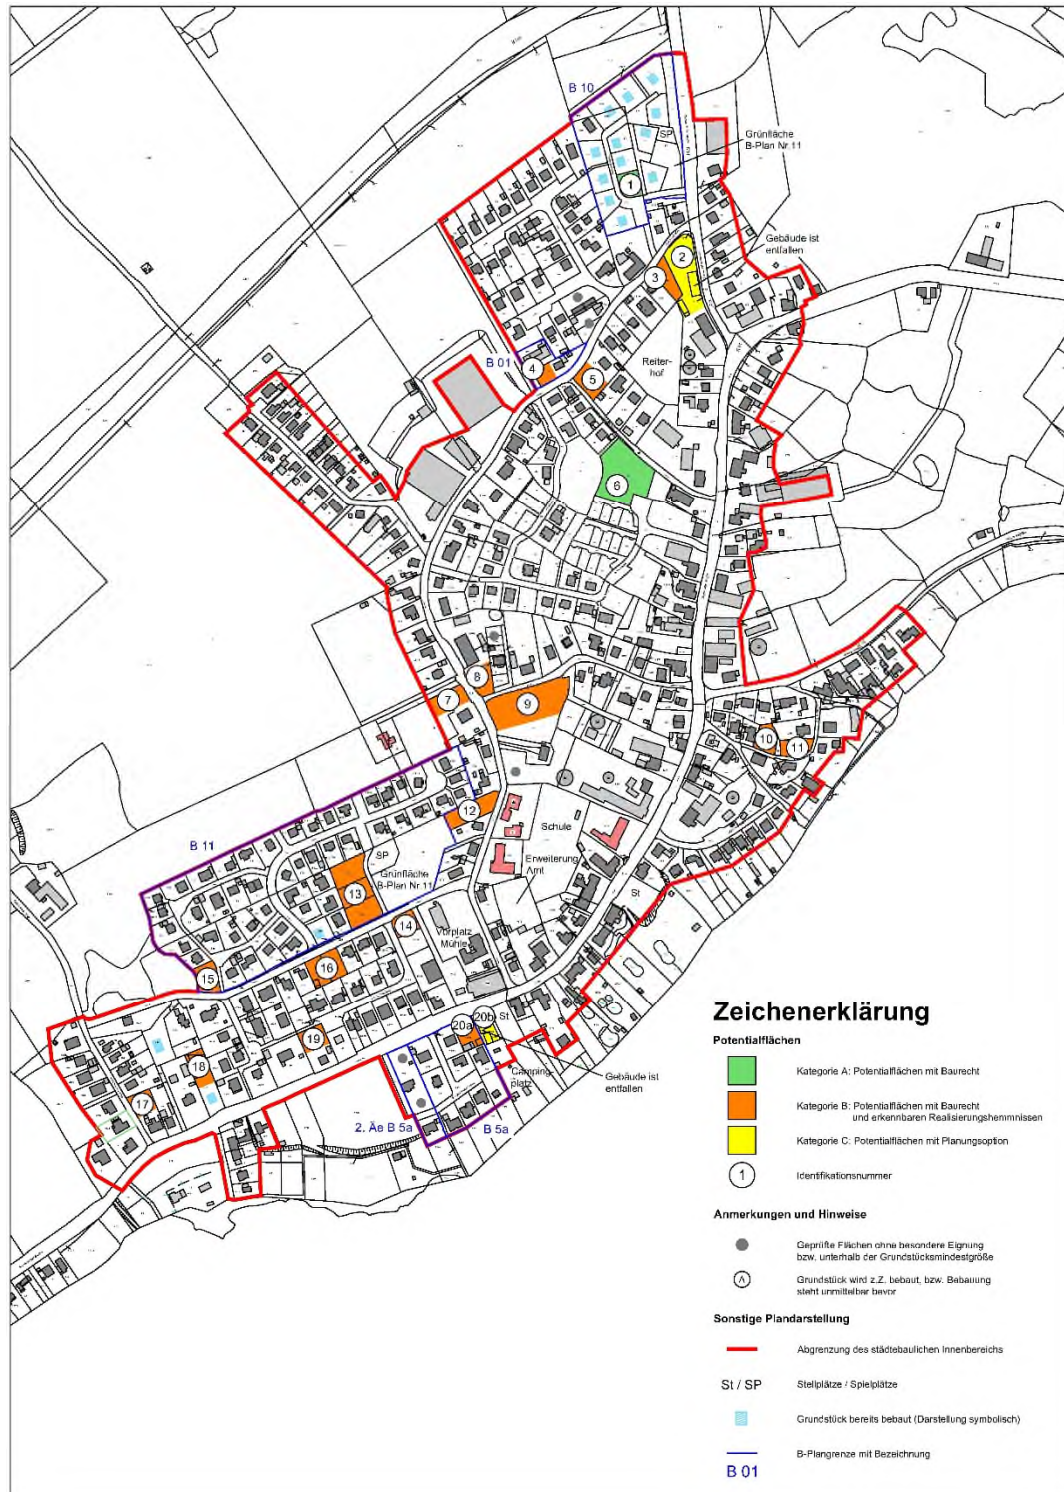 B 10
SP
Grünfläche
B-Plan Nr.11
1
Gebäude ist
entfallen
2
3
B 01
4
5
Reiter-
hof
6
7
8
9
10
11
12
B 11
SP
Grünfläche
B-Plan Nr.11
Schule
Erweiterung
Amt
13
14
Vorplatz
Mühle
St
15
16
17
18
19
20a
20b
St
Camping-
platz
Gebäude ist
entfallen
2. Äe B 5a
B 5a
Zeichenerklärung
Potentialflächen
Kategorie A: Potentialflächen mit Baurecht
Kategorie B: Potentialflächen mit Baurecht
und erkennbaren Realisierungshemmnissen
Kategorie C: Potentialflächen mit Planungsoption
1
Identifikationsnummer
Anmerkungen und Hinweise
Geprüfte Flächen ohne besondere Eignung
bzw. unterhalb der Grundstücksmindestgröße
A
Grundstück wird z.Z. bebaut, bzw. Bebauung
steht unmittelbar bevor
Sonstige Plandarstellung
Abgrenzung des städtebaulichen Innenbereichs
St / SP
Stellplätze / Spielplätze
Grundstück bereits bebaut (Darstellung symbolisch)
B-Plangrenze mit Bezeichnung
B 01